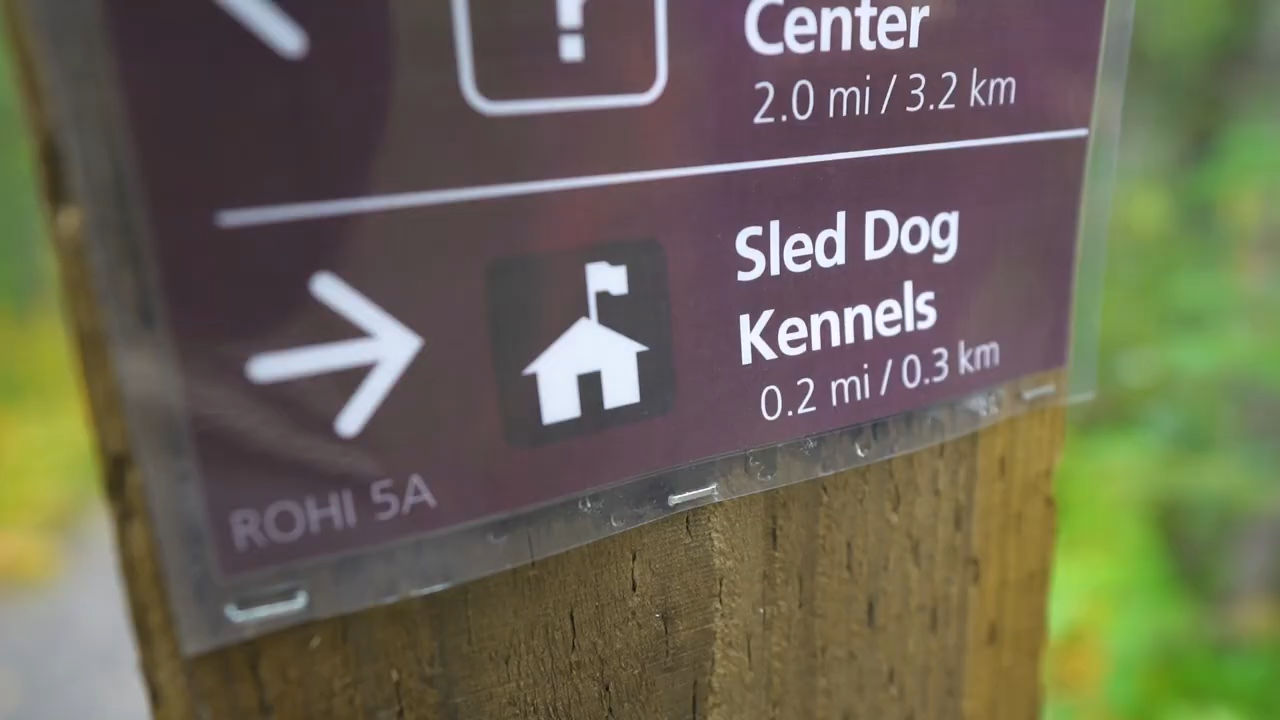 ?
Center
2.0 mi / 3.2 km
Sled Dog
Kennels
0.2 mi / 0.3 km
ROHI 5A